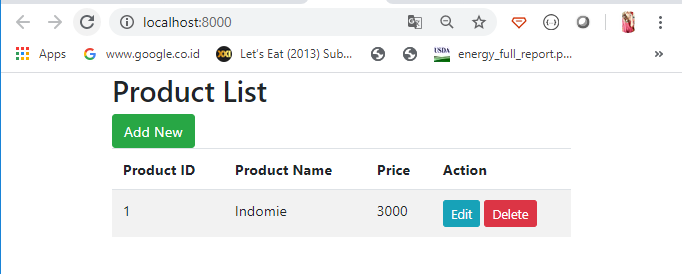 localhost:8000
Apps www.google.co.id XXI Let's Eat (2013) Sub... USDA energy_full_report.p... »
Product List
Add New
Product ID Product Name Price Action
1 Indomie 3000 Edit Delete